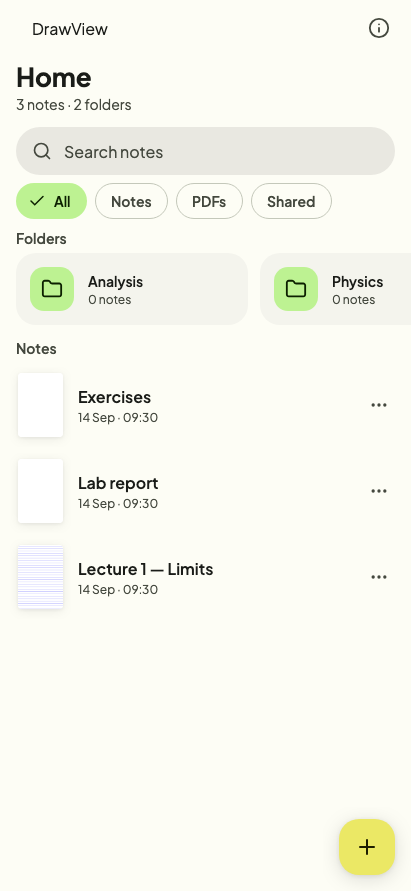 DrawView
Home
3 notes · 2 folders
Search notes
All
Notes
PDFs
Shared
Folders
Analysis
0 notes
Physics
0 notes
Notes
Exercises
14 Sep · 09:30
Lab report
14 Sep · 09:30
Lecture 1 — Limits
14 Sep · 09:30